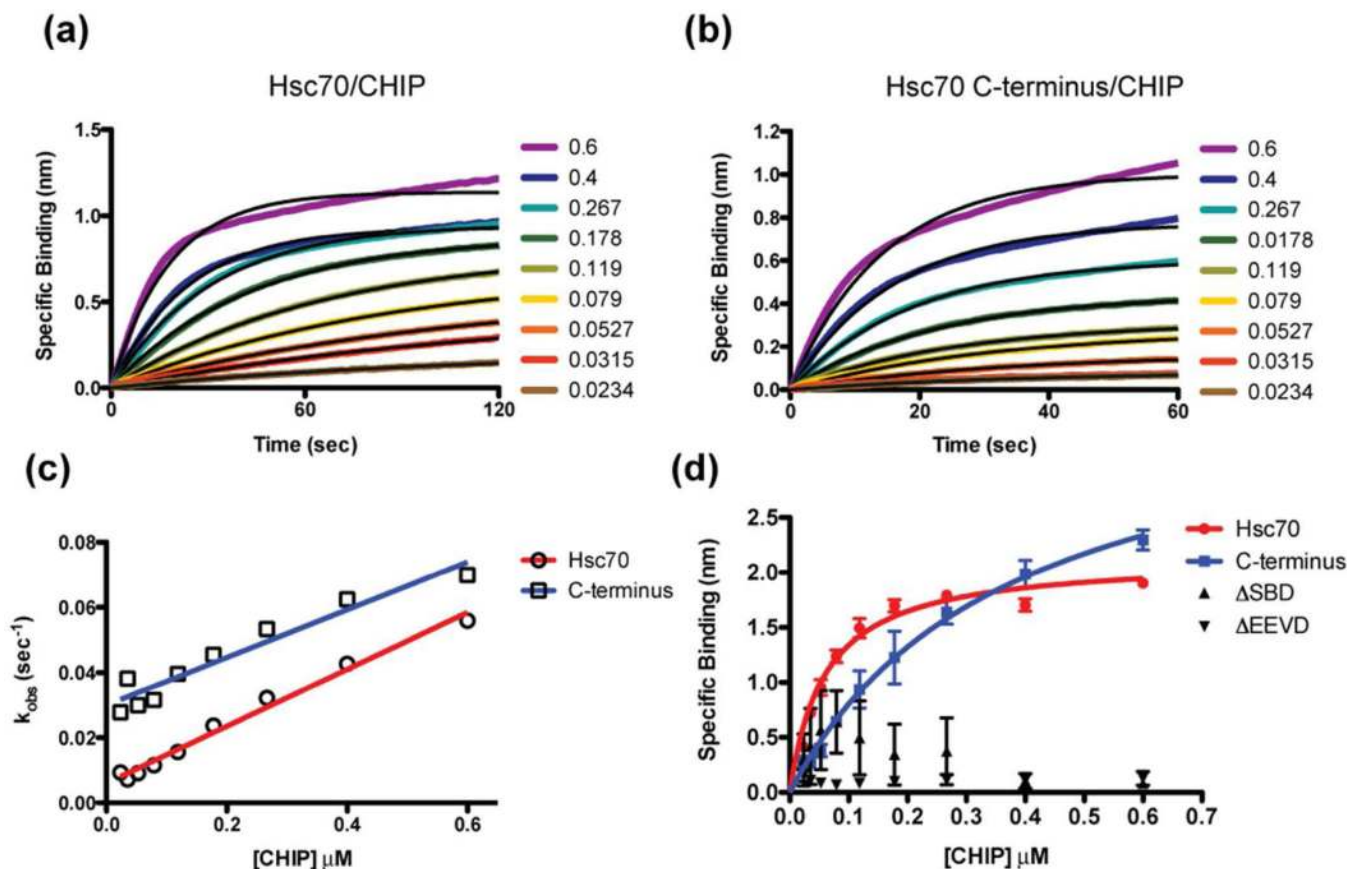 (a)
Hsc70/CHIP
Specific Binding (nm)
1.5
1.0
0.5
0.0
0
60
120
Time (sec)
0.6
0.4
0.267
0.178
0.119
0.079
0.0527
0.0315
0.0234
(b)
Hsc70 C-terminus/CHIP
Specific Binding (nm)
1.2
1.0
0.8
0.6
0.4
0.2
0.0
0
20
40
60
Time (sec)
0.6
0.4
0.267
0.0178
0.119
0.079
0.0527
0.0315
0.0234
(c)
kobs (sec-1)
0.08
0.06
0.04
0.02
0.00
0.0
0.2
0.4
0.6
[CHIP] μM
Hsc70
C-terminus
(d)
Specific Binding (nm)
2.5
2.0
1.5
1.0
0.5
0.0
0.0
0.1
0.2
0.3
0.4
0.5
0.6
0.7
[CHIP] μM
Hsc70
C-terminus
ΔSBD
ΔEEVD